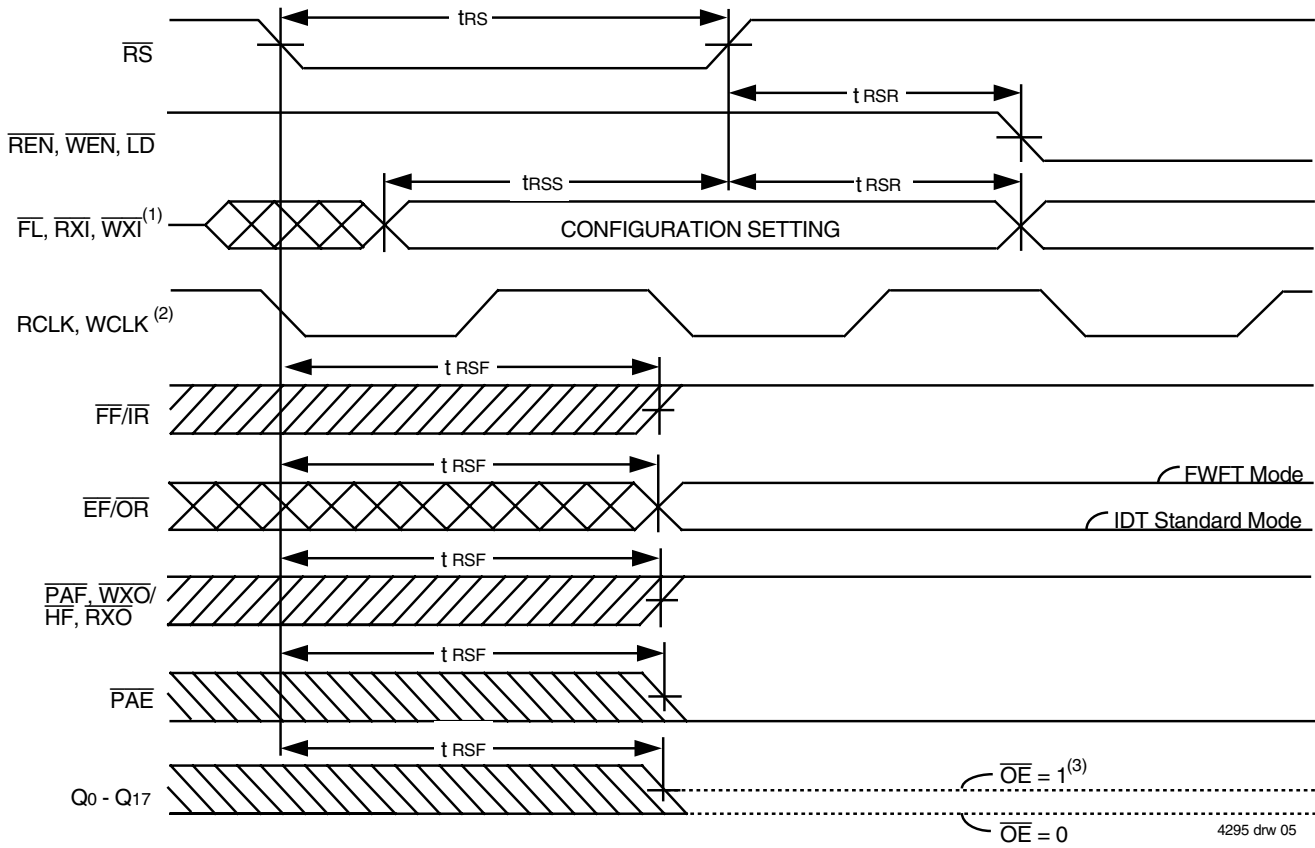 tRS
RS
t RSR
REN, WEN, LD
tRSS
t RSR
FL, RXI, WXI(1)
CONFIGURATION SETTING
RCLK, WCLK (2)
t RSF
FF/IR
t RSF
FWFT Mode
EF/OR
IDT Standard Mode
t RSF
PAF, WXO/
HF, RXO
t RSF
PAE
t RSF
OE = 1(3)
Q0 - Q17
OE = 0
4295 drw 05